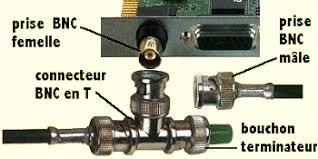 prise BNC
femelle
prise
BNC
mâle
connecteur
BNC en T
bouchon
terminateur